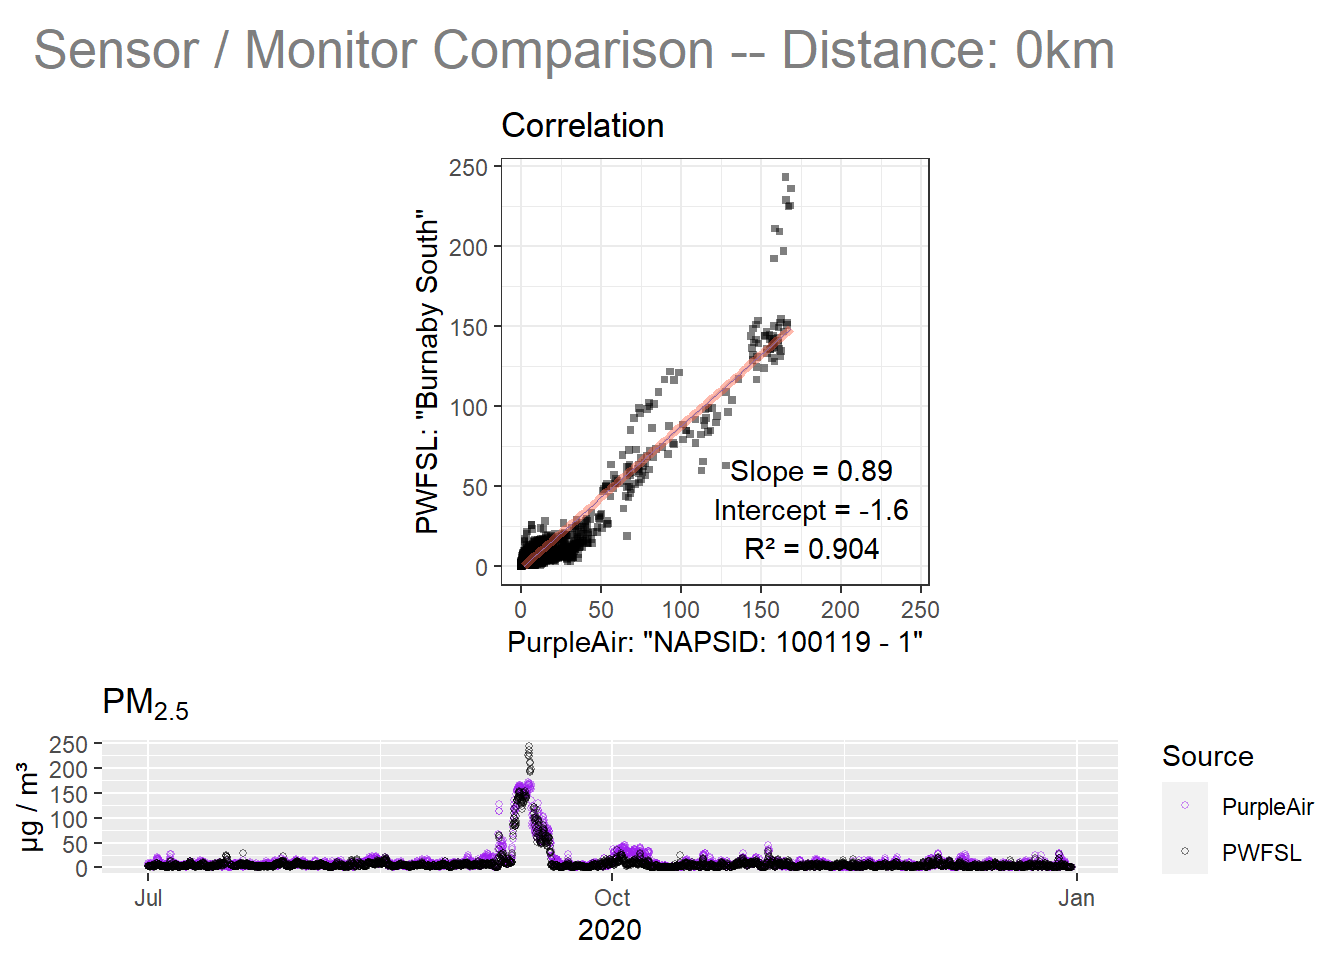 Sensor / Monitor Comparison -- Distance: 0km
Correlation
PWFSL: "Burnaby South"
250
200
150
100
50
0
Slope = 0.89
Intercept = -1.6
R² = 0.904
0 50 100 150 200 250
PurpleAir: "NAPSID: 100119 - 1"
PM2.5
µg / m³
250
200
150
100
50
0
Jul Oct Jan
2020
Source
PurpleAir
PWFSL